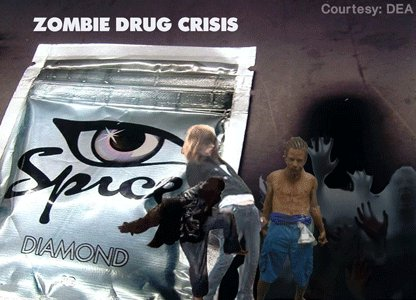 Courtesy: DEA
ZOMBIE DRUG CRISIS
Spice
DIAMOND